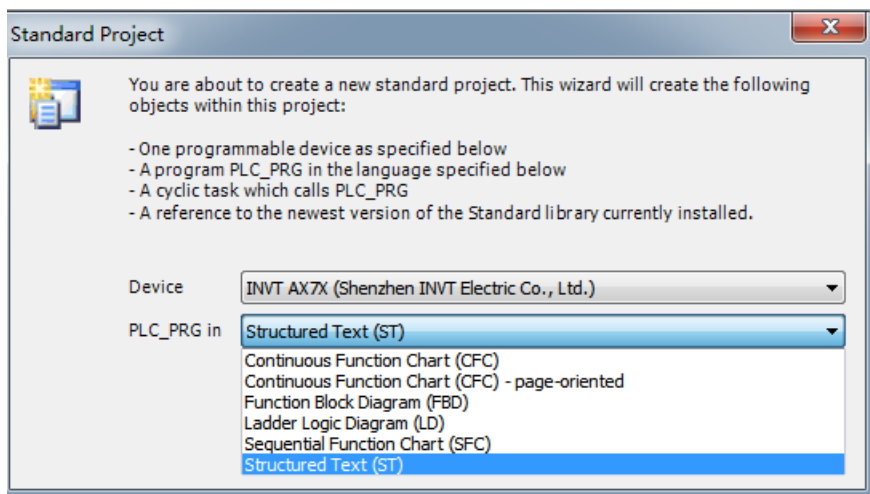 Standard Project
You are about to create a new standard project. This wizard will create the following
objects within this project:
- One programmable device as specified below
- A program PLC_PRG in the language specified below
- A cyclic task which calls PLC_PRG
- A reference to the newest version of the Standard library currently installed.
Device
INVT AX7X (Shenzhen INVT Electric Co., Ltd.)
PLC_PRG in
Structured Text (ST)
Continuous Function Chart (CFC)
Continuous Function Chart (CFC) - page-oriented
Function Block Diagram (FBD)
Ladder Logic Diagram (LD)
Sequential Function Chart (SFC)
Structured Text (ST)